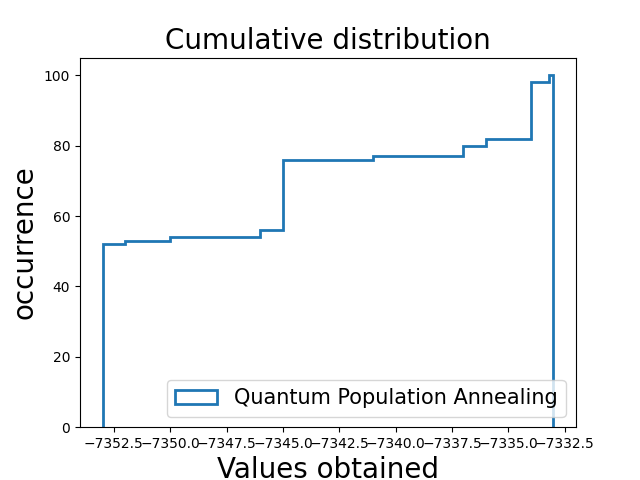 Cumulative distribution
100
80
60
40
20
0
occurrence
Quantum Population Annealing
−7352.5 −7350.0 −7347.5 −7345.0 −7342.5 −7340.0 −7337.5 −7335.0 −7332.5
Values obtained